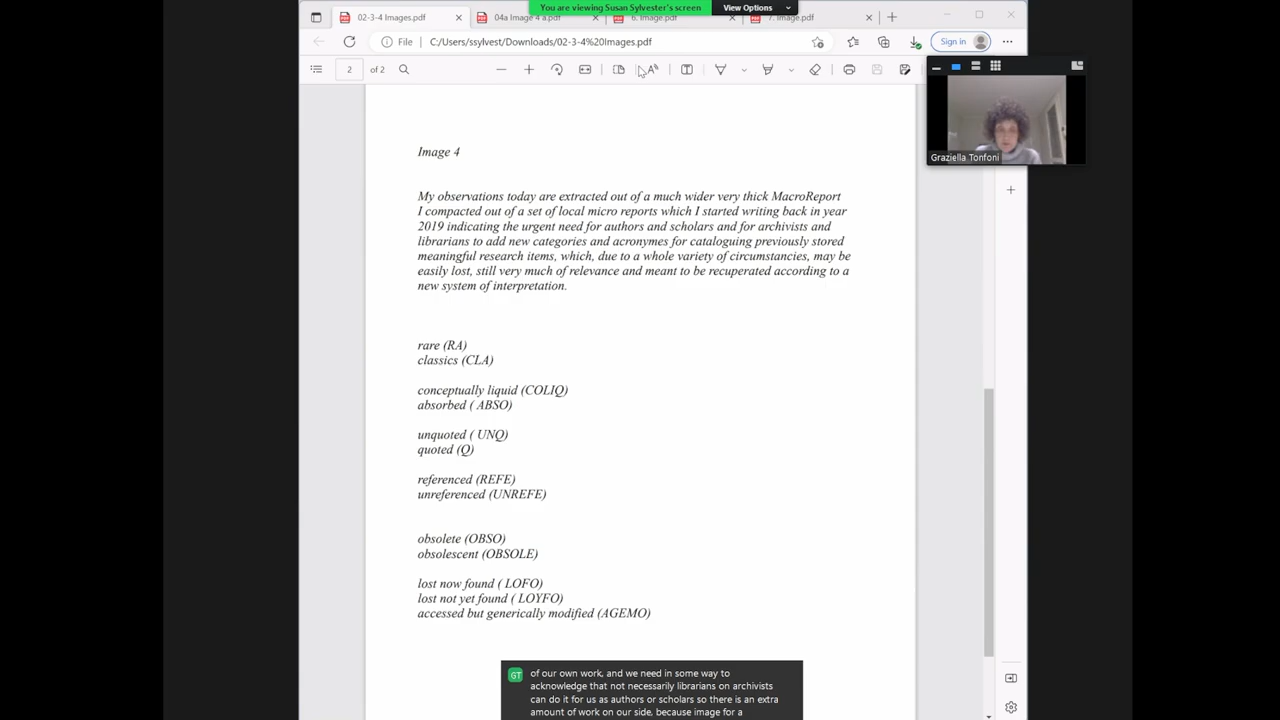 You are viewing Susan Sylvester's screen
View Options
02-3-4 Images.pdf
04a Image 4 a.pdf
6. Image.pdf
7. Image.pdf
File
C:/Users/ssylvest/Downloads/02-3-4%20Images.pdf
Sign in
2 of 2
Graziella Tonfoni
Image 4
My observations today are extracted out of a much wider very thick MacroReport
I compacted out of a set of local micro reports which I started writing back in year
2019 indicating the urgent need for authors and scholars and for archivists and
librarians to add new categories and acronymes for cataloguing previously stored
meaningful research items, which, due to a whole variety of circumstances, may be
easily lost, still very much of relevance and meant to be recuperated according to a
new system of interpretation.
rare (RA)
classics (CLA)
conceptually liquid (COLIQ)
absorbed ( ABSO)
unquoted ( UNQ)
quoted (Q)
referenced (REFE)
unreferenced (UNREFE)
obsolete (OBSO)
obsolescent (OBSOLE)
lost now found ( LOFO)
lost not yet found ( LOYFO)
accessed but generically modified (AGEMO)
GT
of our own work, and we need in some way to
acknowledge that not necessarily librarians on archivists
can do it for us as authors or scholars so there is an extra
amount of work on our side, because image for a